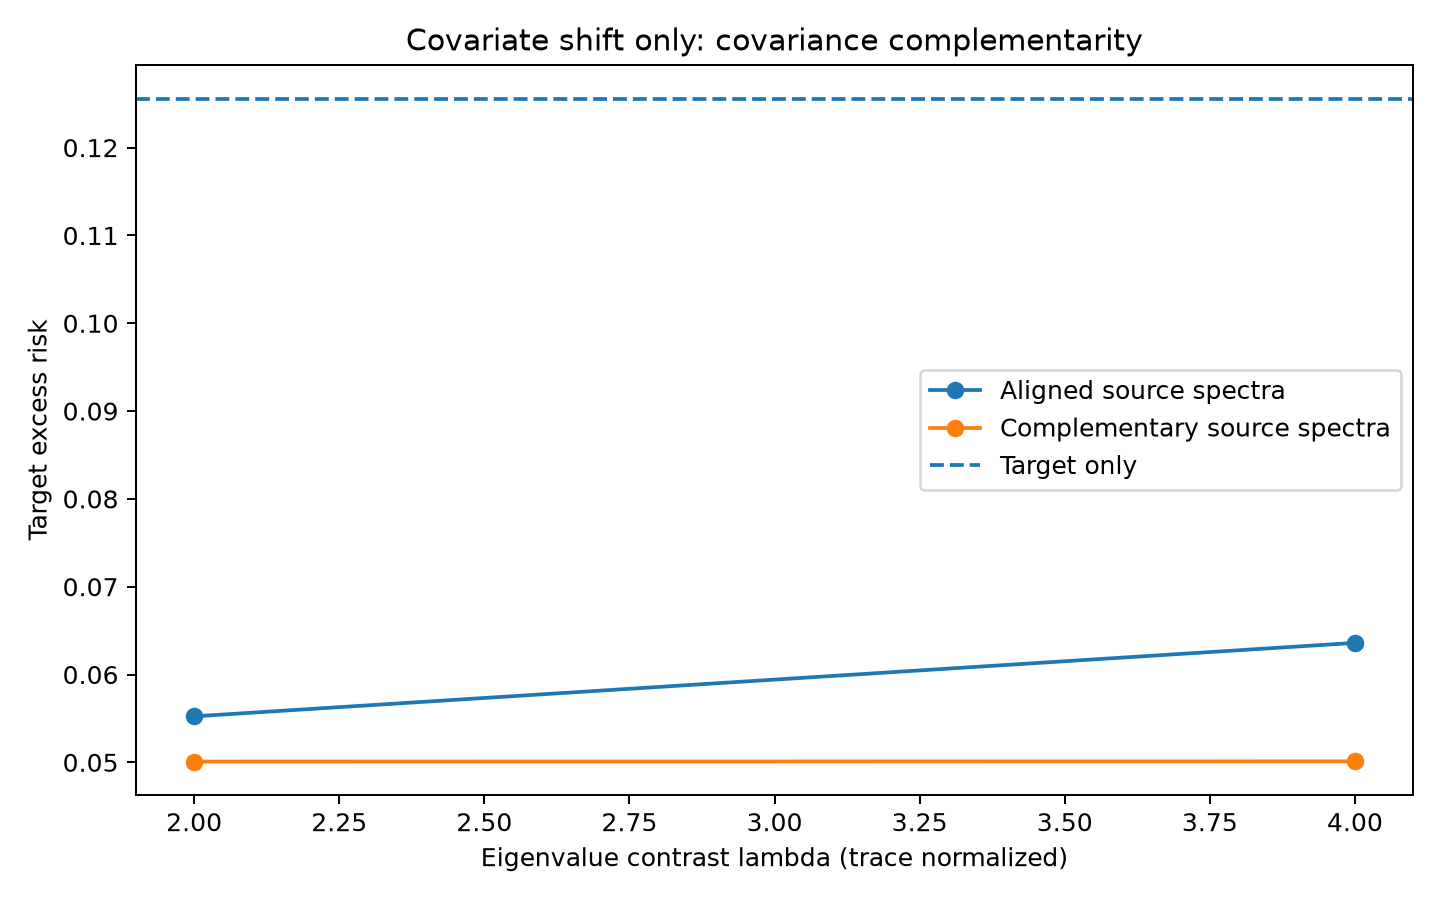 Covariate shift only: covariance complementarity
Target excess risk
0.12
0.11
0.10
0.09
0.08
0.07
0.06
0.05
Aligned source spectra
Complementary source spectra
Target only
2.00 2.25 2.50 2.75 3.00 3.25 3.50 3.75 4.00
Eigenvalue contrast lambda (trace normalized)